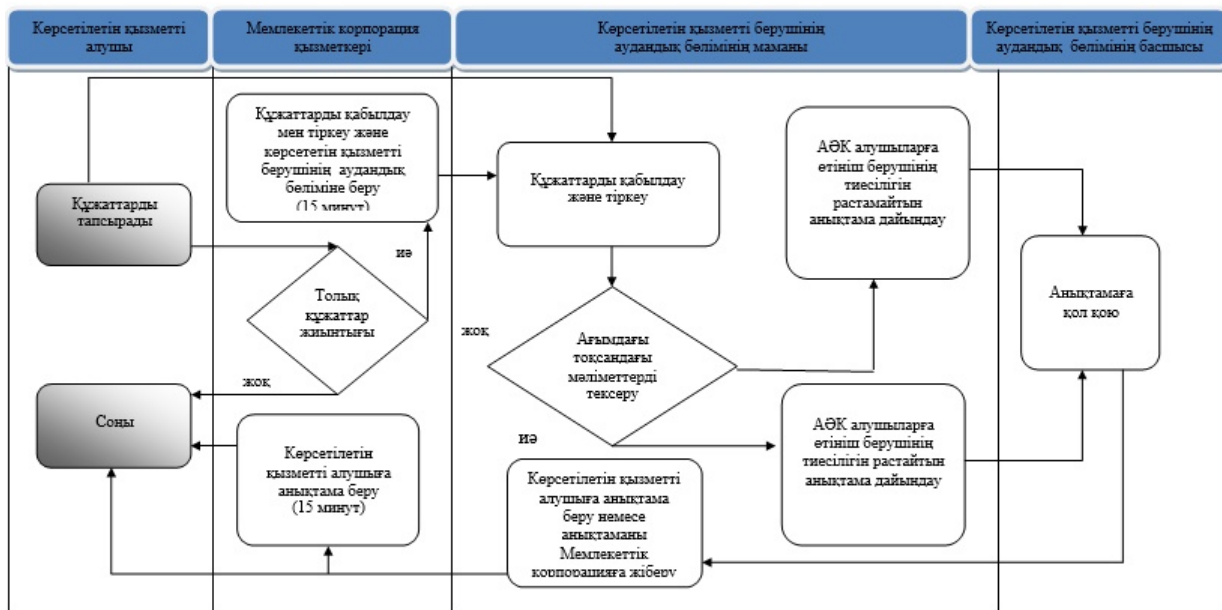 Көрсетілетін қызметті
алушы
Мемлекеттік корпорация
қызметкері
Көрсетілетін қызметті берушінің
аудандық бөлімінің маманы
Көрсетілетін қызметті берушінің
аудандық бөлімінің басшысы
Құжаттарды
тапсырады
Құжаттарды қабылдау
мен тіркеу және
көрсететін қызметті
берушінің аудандық
бөліміне беру
(15 минут)
иә
Толық
құжаттар
жиынтығы
жоқ
Соңы
Көрсетілетін
қызметті алушыға
анықтама беру
(15 минут)
Құжаттарды қабылдау
және тіркеу
жоқ
Ағымдағы
тоқсандағы
мәліметтерді
тексеру
иә
Көрсетілетін қызметті
алушыға анықтама
беру немесе
анықтаманы
Мемлекеттік
корпорацияға жіберу
АӘК алушыларға
өтініш берушінің
тиесілігін
растамайтын
анықтама дайындау
АӘК алушыларға
өтініш берушінің
тиесілігін растайтын
анықтама дайындау
Анықтамаға
қол қою